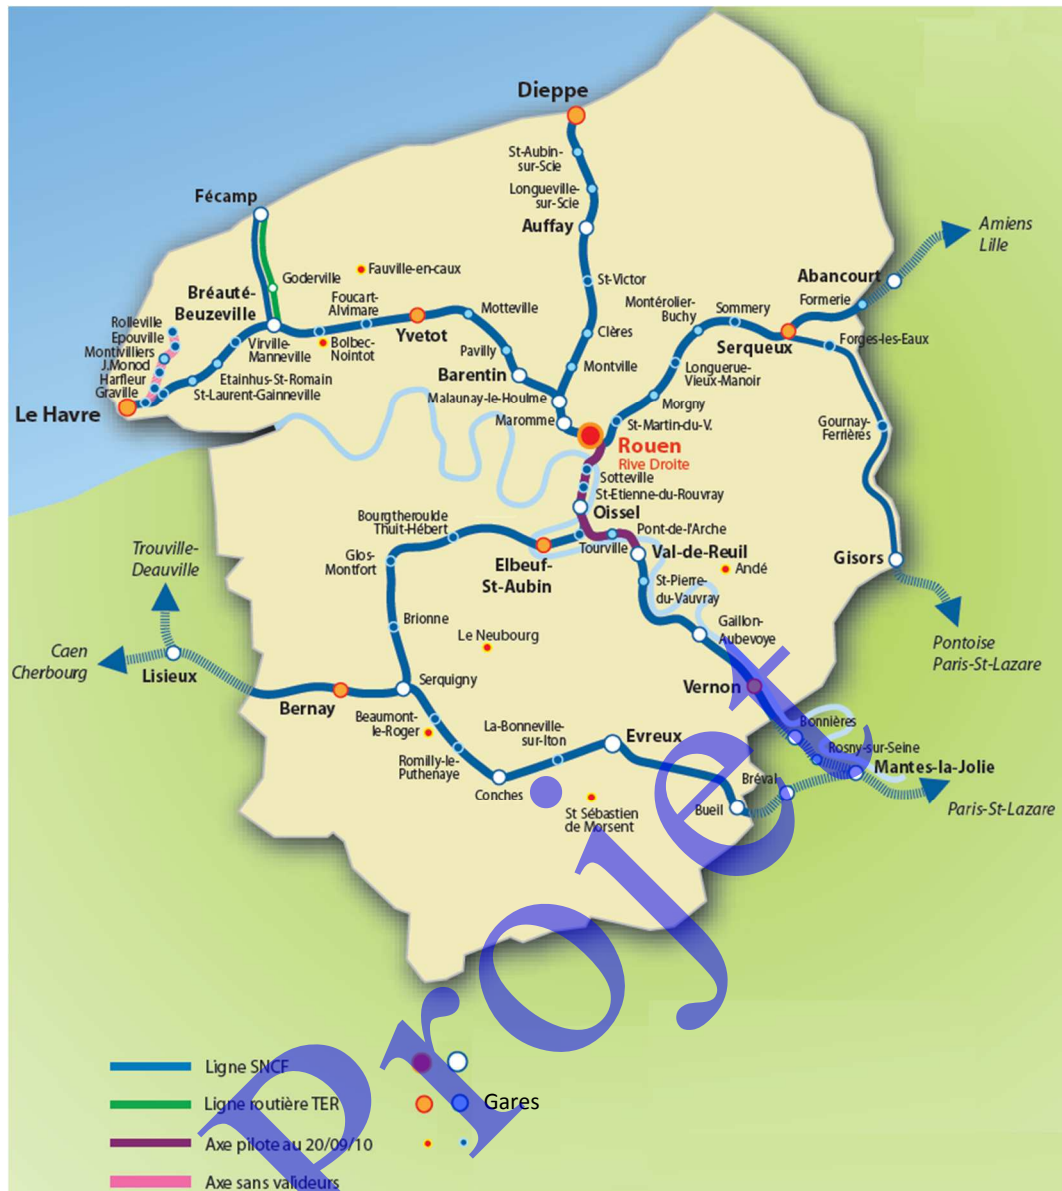 Dieppe
St-Aubin-
sur-Scie
Longueville-
sur-Scie
Auffay
Fécamp
Amiens
Lille
Goderville
Fauville-en-caux
St-Victor
Abancourt
Bréauté-
Beuzeville
Foucart-
Alvimare
Motteville
Montérolier-
Buchy
Sommery
Formerie
Rolleville
Epouville
Montivilliers
J.Monod
Harfleur
Graville
Virville-
Manneville
Bolbec-
Nointot
Yvetot
Clères
Serqueux
Forges-les-Eaux
Pavilly
Barentin
Montville
Longuerue-
Vieux-Manoir
Etainhus-St-Romain
St-Laurent-Gainneville
Malaunay-le-Houlme
Morgny
Le Havre
Maromme
St-Martin-du-V.
Gournay-
Ferrières
Rouen
Rive Droite
Sotteville
St-Etienne-du-Rouvray
Oissel
Bourgtheroulde
Thuit-Hébert
Pont-de-l'Arche
Tourville
Val-de-Reuil
Glos-
Montfort
Elbeuf-
St-Aubin
Andé
Gisors
Trouville-
Deauville
St-Pierre-
du-Vauvray
Brionne
Le Neubourg
Gaillon-
Aubevoye
Pontoise
Paris-St-Lazare
Caen
Cherbourg
Lisieux
Serquigny
Vernon
Bernay
Beaumont-
le-Roger
La-Bonneville-
sur-Iton
Evreux
Bonnières
Rosny-sur-Seine
Mantes-la-Jolie
Romilly-le-
Puthenaye
Conches
Bréval
Bueil
Paris-St-Lazare
St Sébastien
de Morsent
Projet
Ligne SNCF
Ligne routière TER
Gares
Axe pilote au 20/09/10
Axe sans valideurs